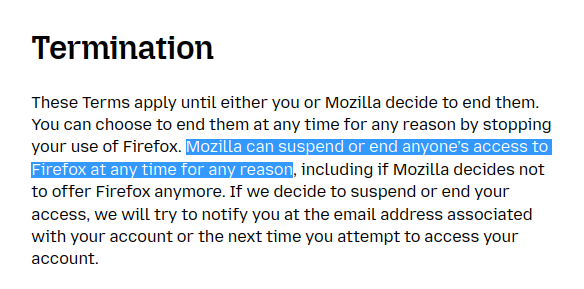 Termination
These Terms apply until either you or Mozilla decide to end them.
You can choose to end them at any time for any reason by stopping
your use of Firefox. Mozilla can suspend or end anyone's access to
Firefox at any time for any reason, including if Mozilla decides not
to offer Firefox anymore. If we decide to suspend or end your
access, we will try to notify you at the email address associated
with your account or the next time you attempt to access your
account.